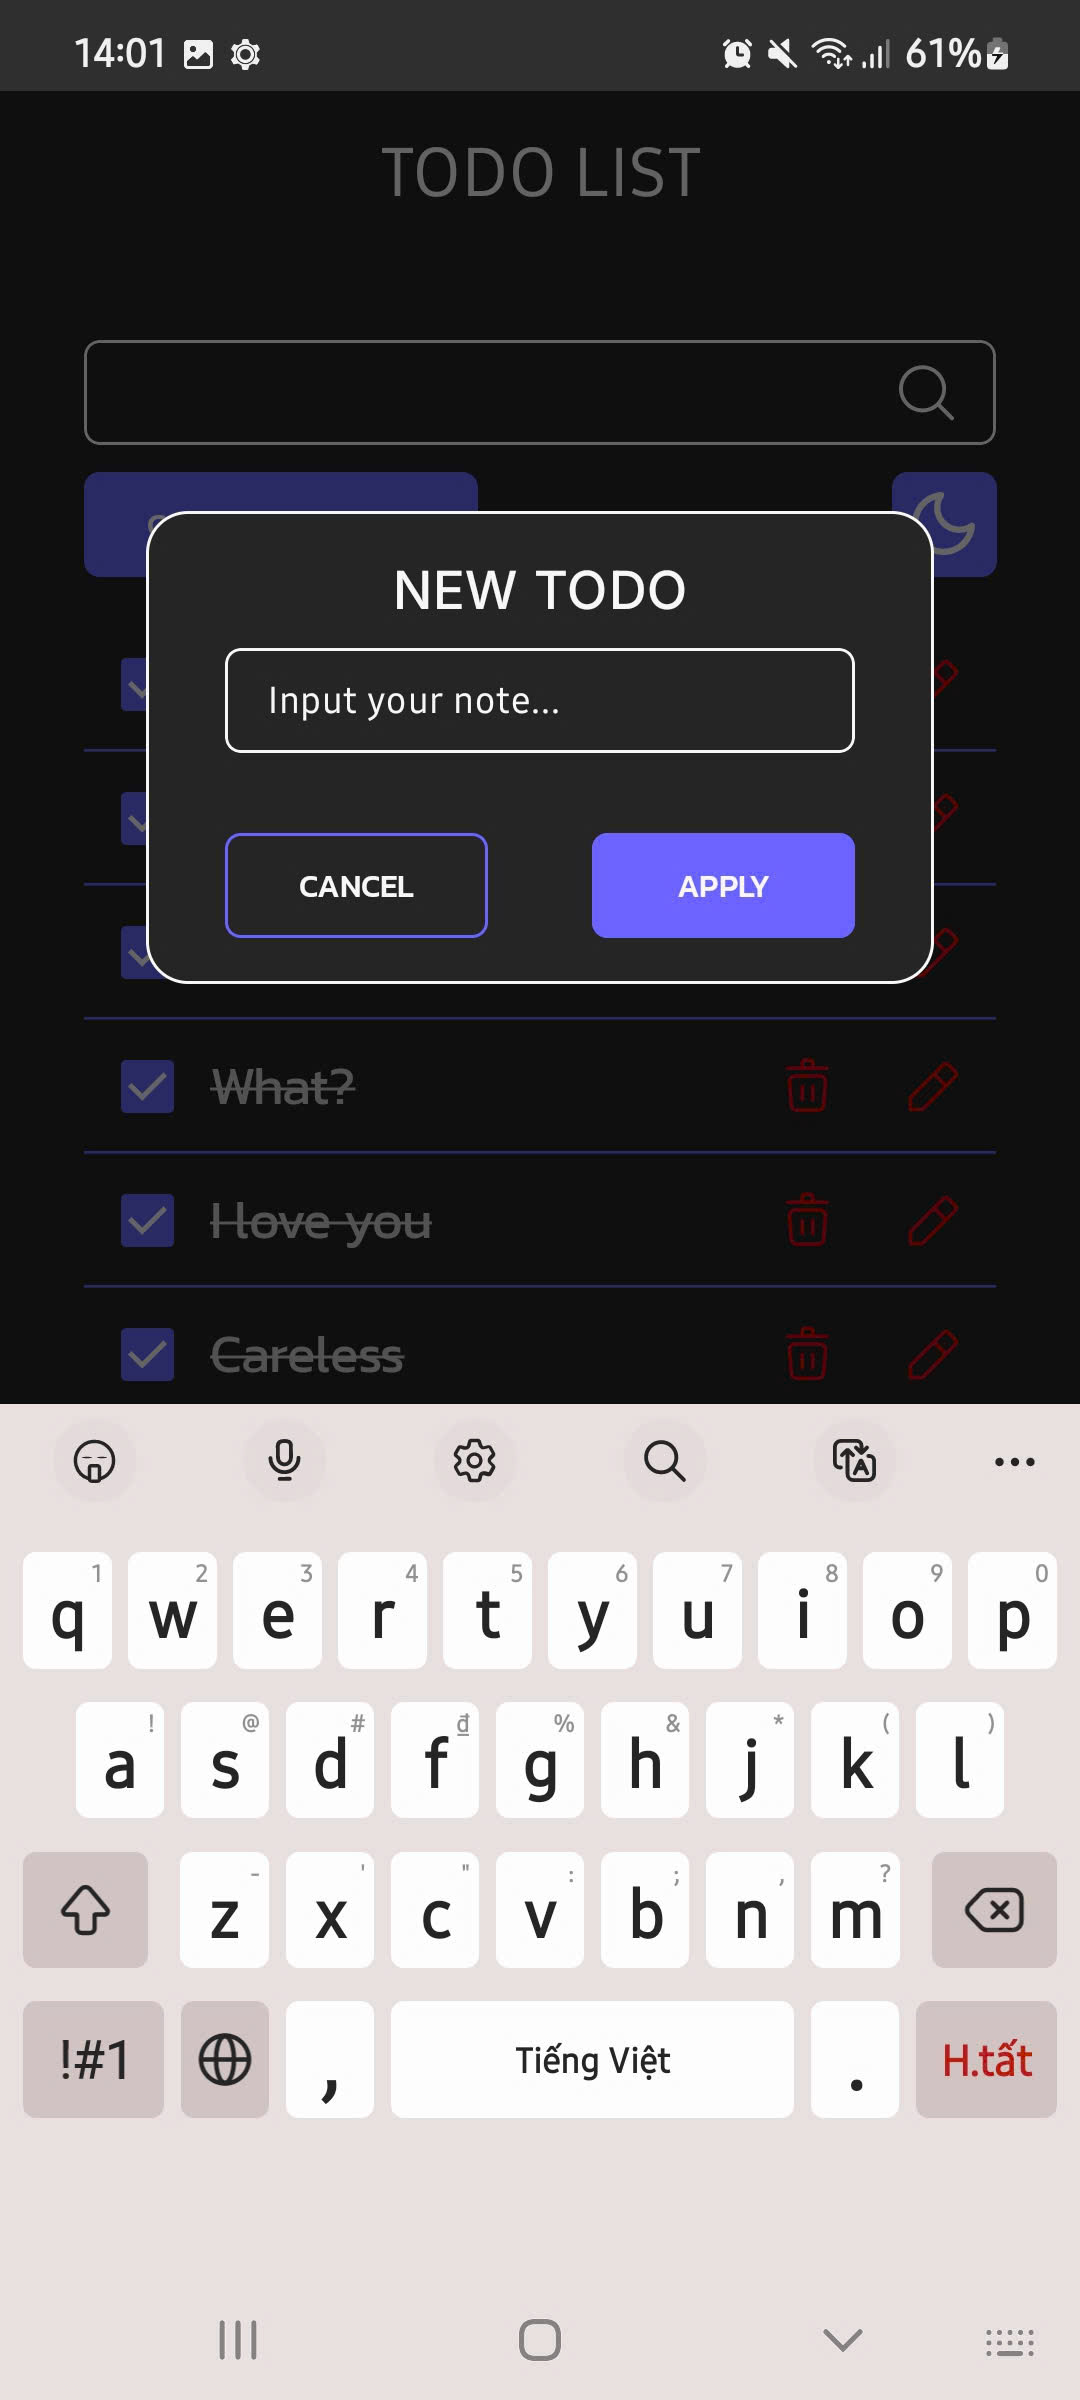 14:01 61%
TODO LIST
NEW TODO
Input your note...
CANCEL APPLY
What?
I love you
Careless
1 2 3 4 5 6 7 8 9 0
q w e r t y u i o p
! @ # ₫ % & * ( )
a s d f g h j k l
- ' " : ; , ?
z x c v b n m
!#1 , Tiếng Việt . H.tất